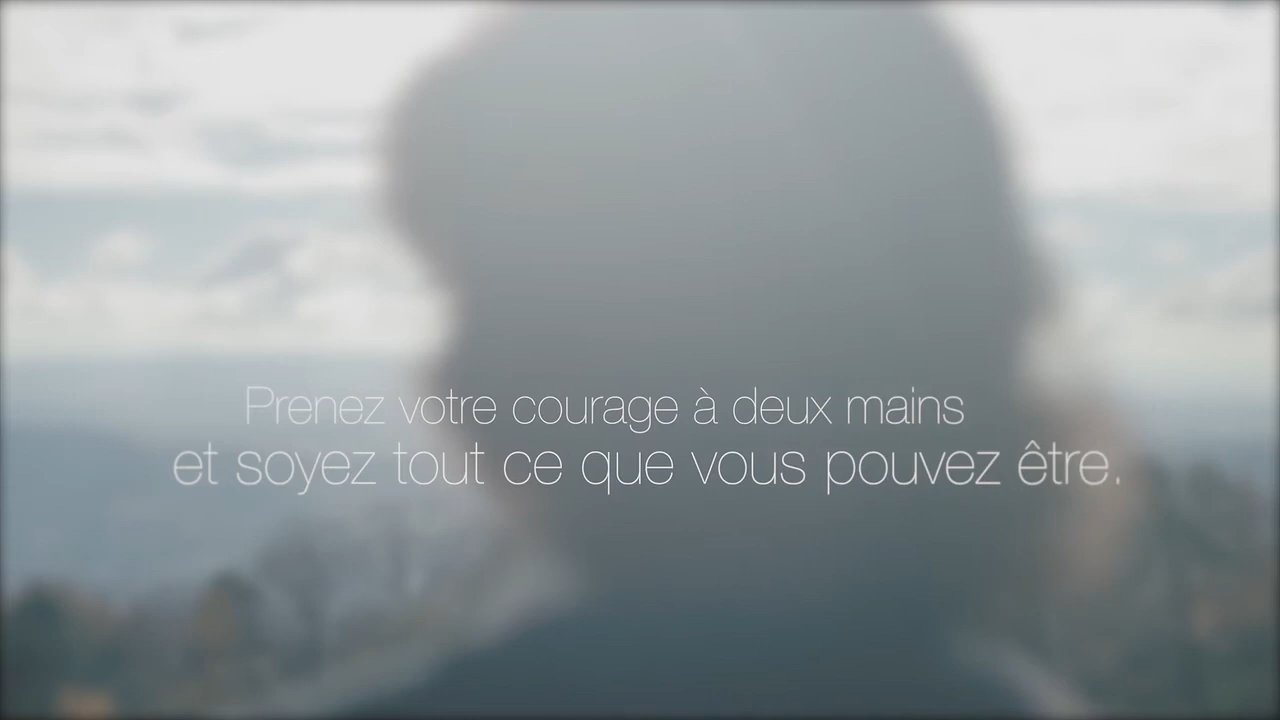 Prenez votre courage à deux mains
et soyez tout ce que vous pouvez être.